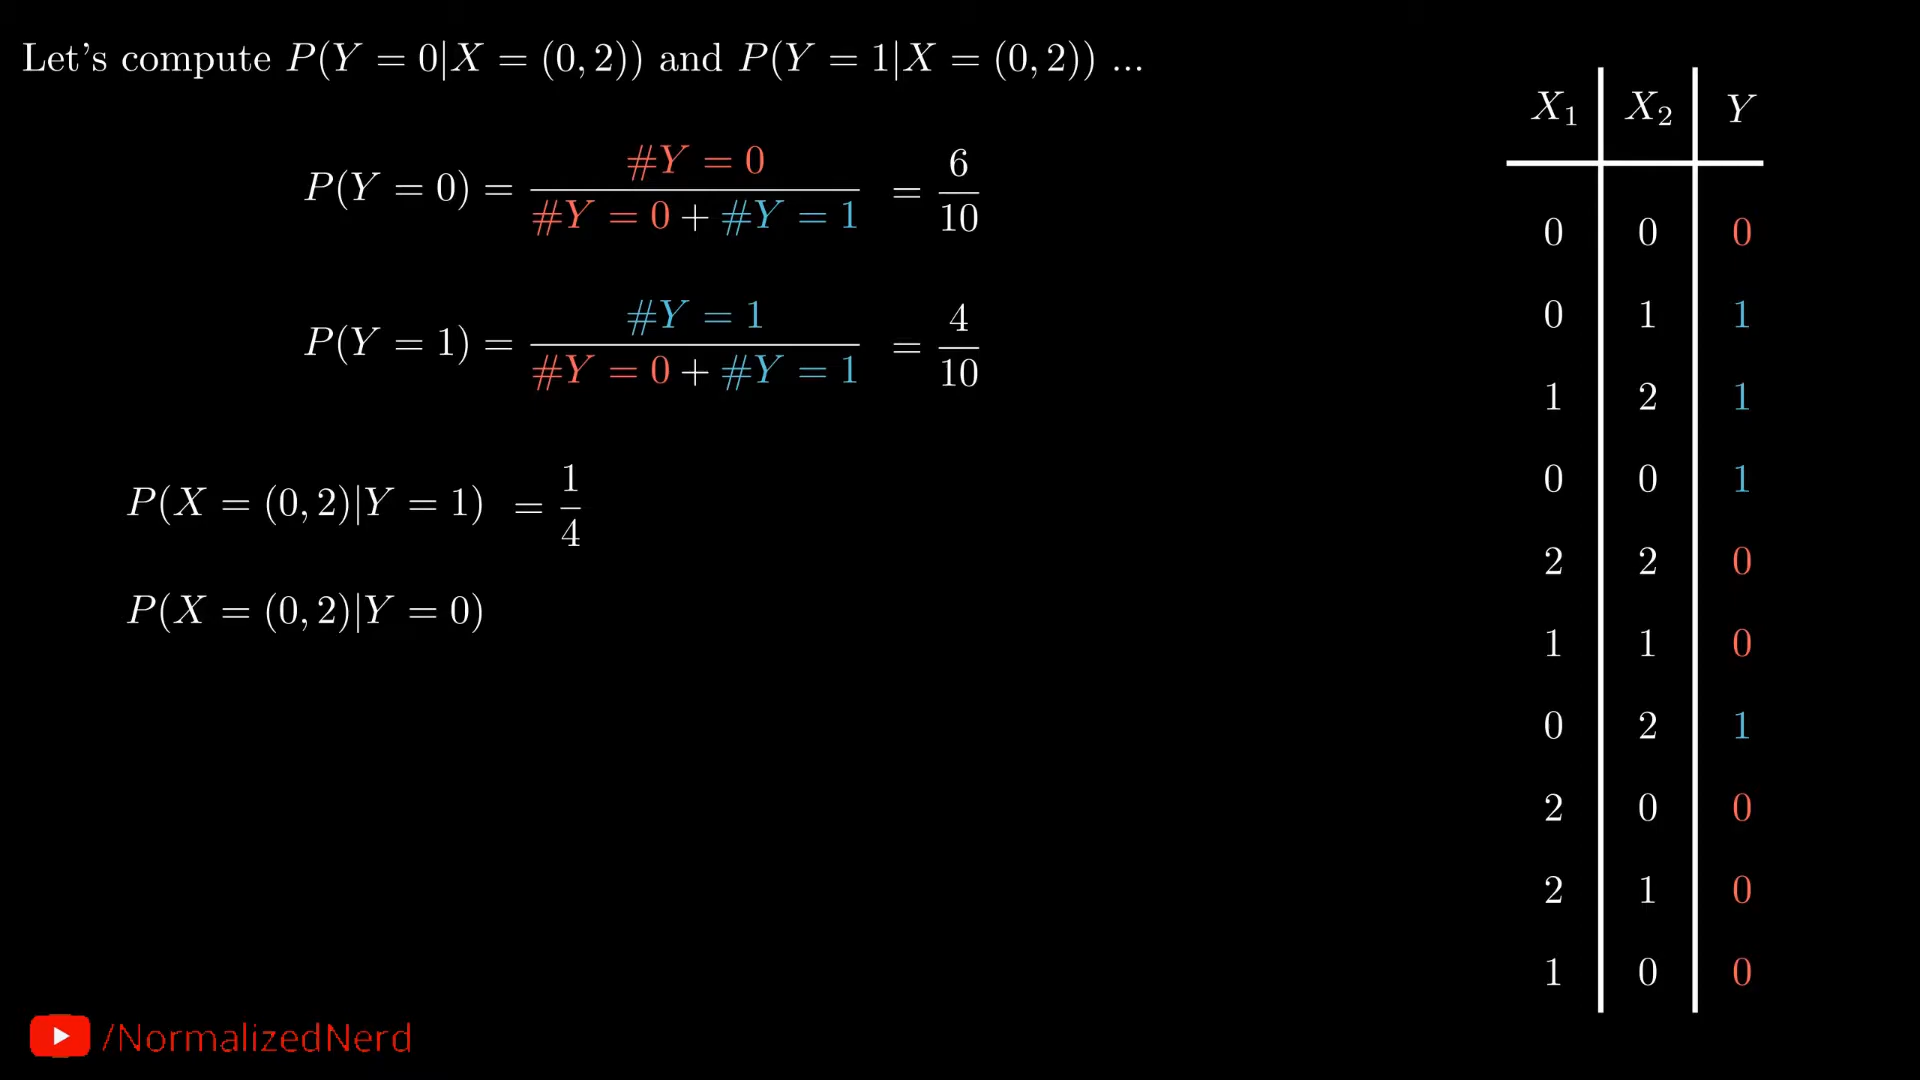 Let's compute P(Y = 0|X = (0, 2)) and P(Y = 1|X = (0, 2)) ...
P(Y = 0) = #Y = 0 / #Y = 0 + #Y = 1 = 6 / 10
P(Y = 1) = #Y = 1 / #Y = 0 + #Y = 1 = 4 / 10
P(X = (0, 2)|Y = 1) = 1 / 4
P(X = (0, 2)|Y = 0)
X₁ X₂ Y
0 0 0
0 1 1
1 2 1
0 0 1
2 2 0
1 1 0
0 2 1
2 0 0
2 1 0
1 0 0
/NormalizedNerd